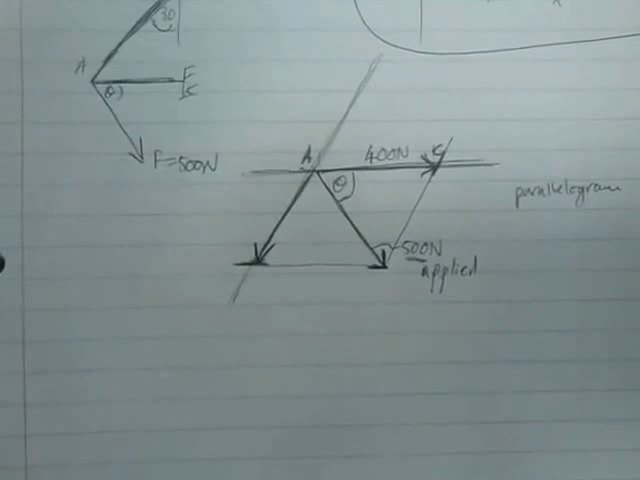 30
A
θ
F=500N
A
400N
C
θ
parallelogram
500N
applied